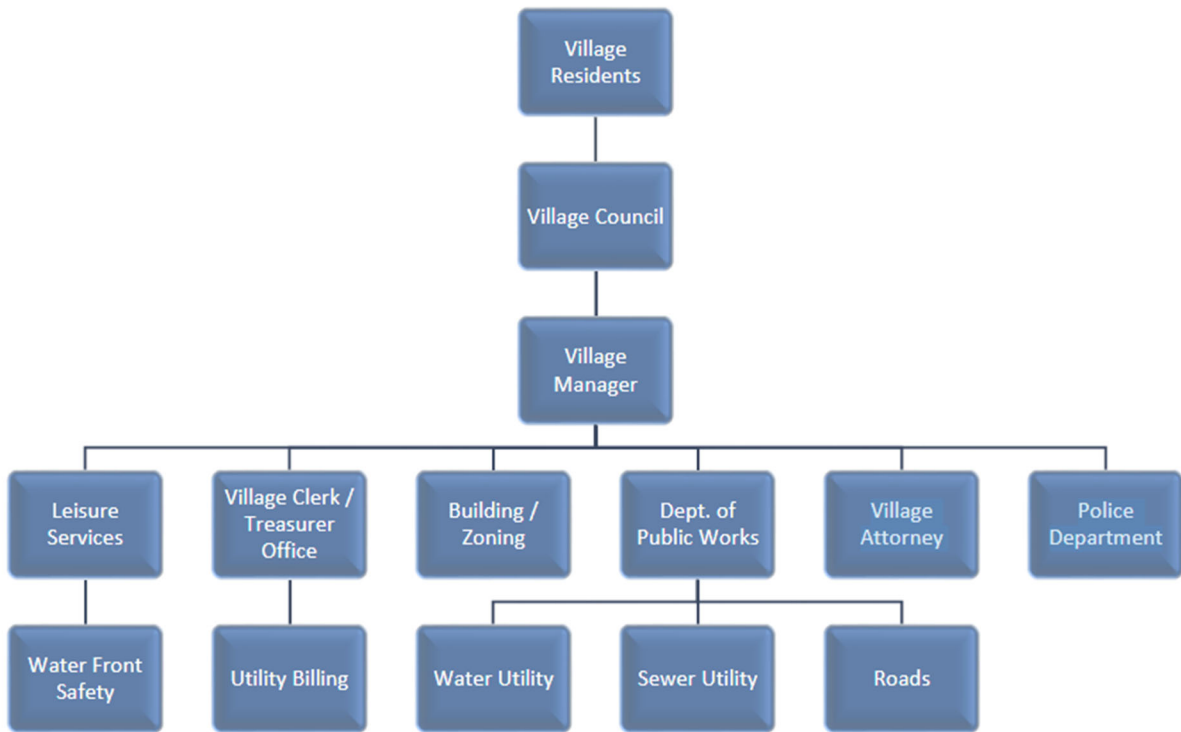 Village
Residents
Village Council
Village
Manager
Leisure
Services
Village Clerk /
Treasurer
Office
Building /
Zoning
Dept. of
Public Works
Village
Attorney
Police
Department
Water Front
Safety
Utility Billing
Water Utility
Sewer Utility
Roads